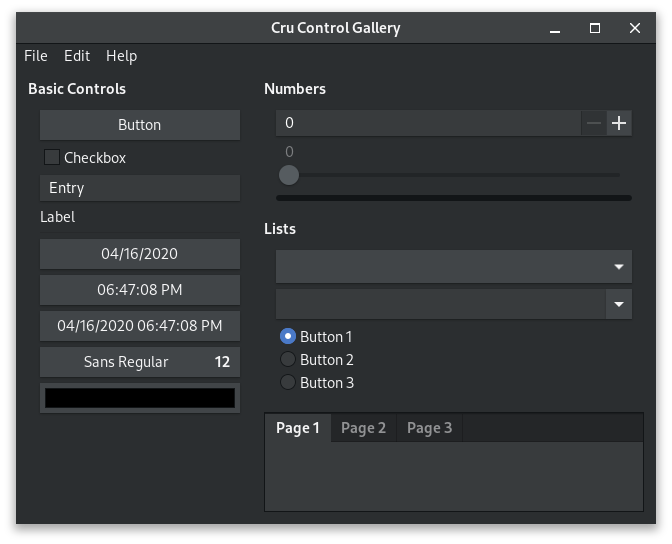 Cru Control Gallery
File Edit Help
Basic Controls
Button
Checkbox
Entry
Label
04/16/2020
06:47:08 PM
04/16/2020 06:47:08 PM
Sans Regular 12
Numbers
0
0
Lists
Button 1
Button 2
Button 3
Page 1 Page 2 Page 3